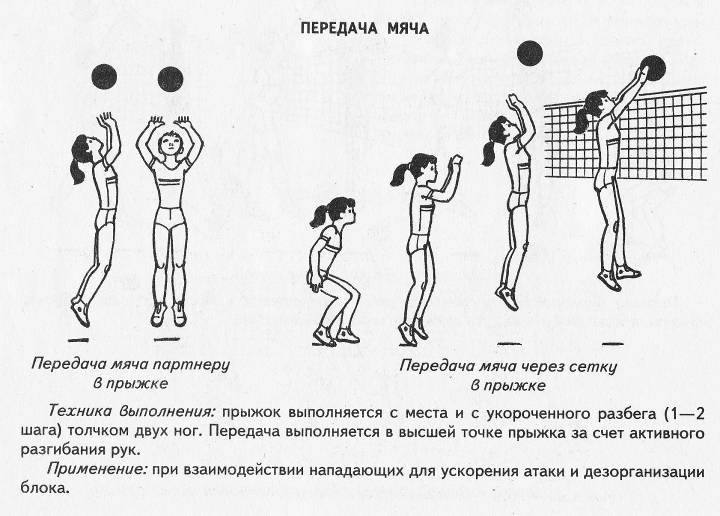 ПЕРЕДАЧА МЯЧА
Передача мяча партнеру
в прыжке
Передача мяча через сетку
в прыжке
Техника выполнения: прыжок выполняется с места и с укороченного разбега (1—2
шага) толчком двух ног. Передача выполняется в высшей точке прыжка за счет активного
разгибания рук.
Применение: при взаимодействии нападающих для ускорения атаки и дезорганизации
блока.